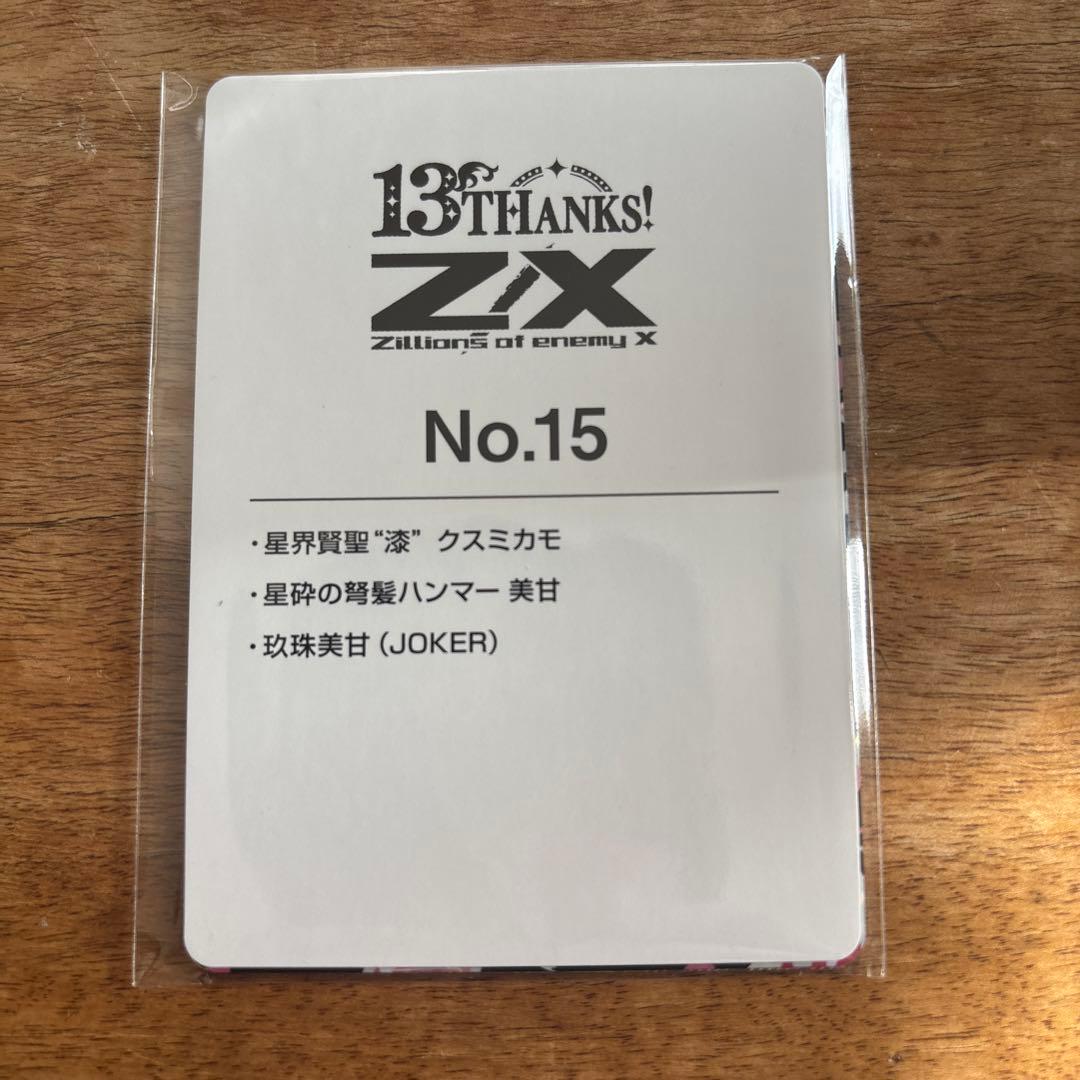 13THANKS!
Z/X
Zillions of enemy X
No.15
・星界賢聖“漆” クスミカモ
・星砕の弩髪ハンマー 美甘
・玖珠美甘（JOKER）